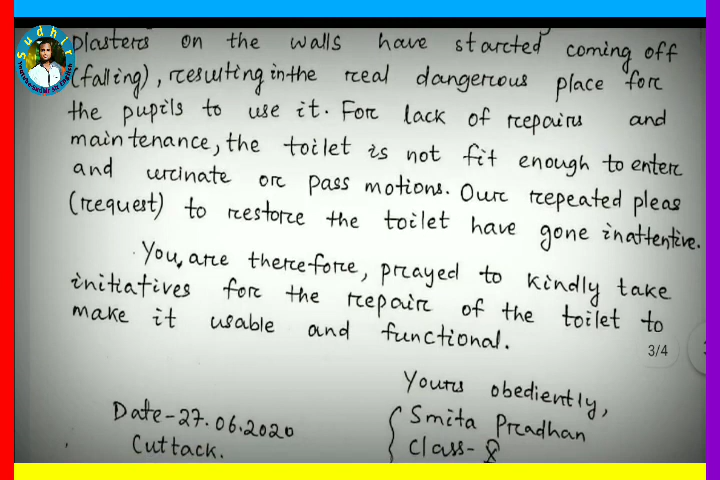 Sudhir
plasters on the walls have started coming off
(falling), resulting in the real dangerous place for
the pupils to use it. For lack of repairs and
maintenance, the toilet is not fit enough to enter
and urcinate or pass motions. Our repeated pleas
(request) to restore the toilet have gone inattentive.
You, are therefore, prayed to kindly take
initiatives for the repair of the toilet to
make it usable and functional.
3/4
Yours obediently,
Date-27.06.2020
Smita Pradhan
Cuttack.
Class-